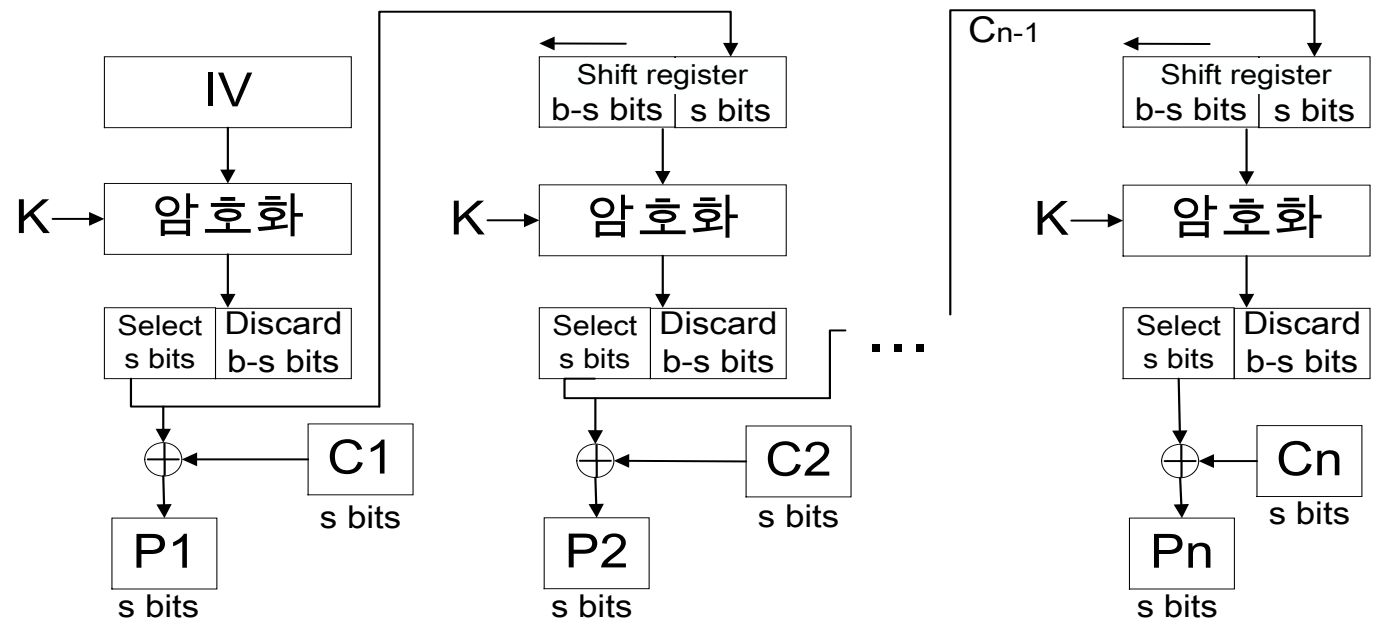 Cn-1
IV
Shift register
b-s bits
s bits
Shift register
b-s bits
s bits
K
암호화
K
암호화
K
암호화
Select
s bits
Discard
b-s bits
Select
s bits
Discard
b-s bits
...
Select
s bits
Discard
b-s bits
C1
s bits
C2
s bits
Cn
s bits
P1
s bits
P2
s bits
Pn
s bits